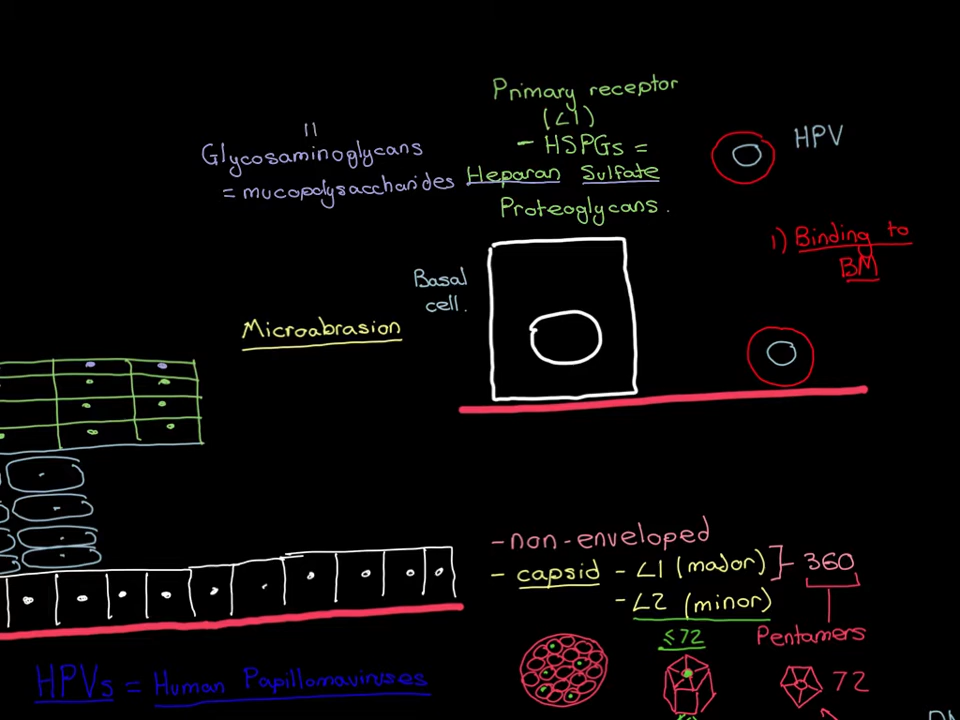 Primary receptor
(L1)
- HSPGs =
Heparan Sulfate
Proteoglycans.
=
Glycosaminoglycans
= mucopolysaccharides
HPV
1) Binding to
BM
Basal
cell.
Microabrasion
- non-enveloped
- capsid - L1 (major) ]- 360
- L2 (minor)
≤72
Pentamers
72
HPVs = Human Papillomaviruses